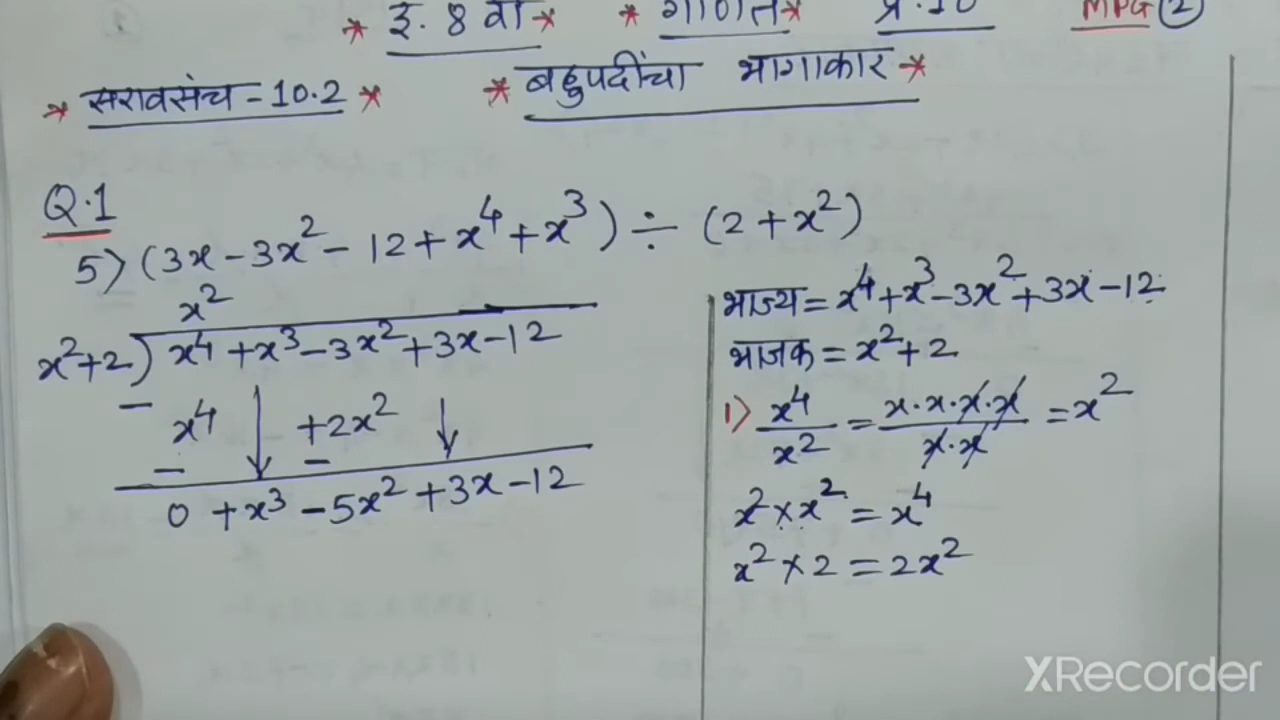 * इ. 8 वी * * गणित * प्र. 10 MPG ②
* सरावसंच - 10.2 * * बहुपदींचा भागाकार *
Q.1
5) (3x - 3x² - 12 + x⁴ + x³) ÷ (2 + x²)
x²
x²+2) x⁴ + x³ - 3x² + 3x - 12
- x⁴ ↓ + 2x² ↓
- -
0 + x³ - 5x² + 3x - 12
भाज्य = x⁴ + x³ - 3x² + 3x - 12
भाजक = x² + 2
1) x⁴/x² = x·x·x·x/x·x = x²
x² × x² = x⁴
x² × 2 = 2x²
XRecorder